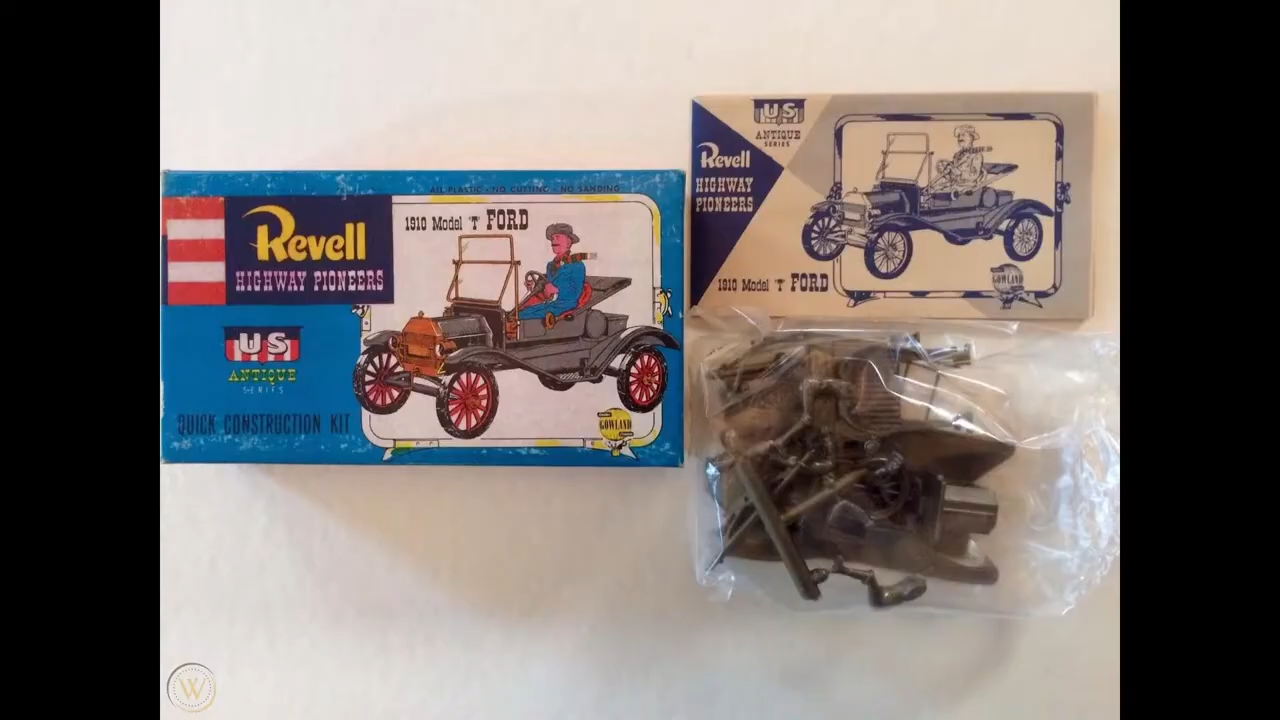 ALL PLASTIC - NO CUTTING - NO SANDING
Revell
HIGHWAY PIONEERS
1910 Model "T" FORD
US
ANTIQUE
SERIES
QUICK CONSTRUCTION KIT
GOWLAND
US
ANTIQUE
SERIES
Revell
HIGHWAY
PIONEERS
1910 Model "T" FORD
GOWLAND
W